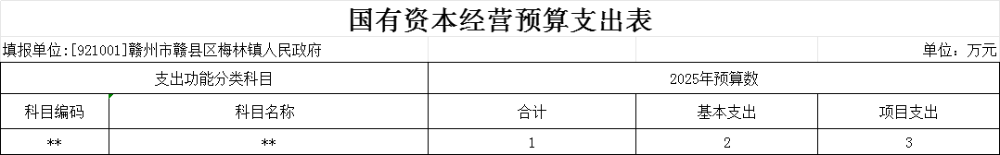 国有资本经营预算支出表
填报单位:[921001]赣州市赣县区梅林镇人民政府 单位：万元
支出功能分类科目 2025年预算数
科目编码 科目名称 合计 基本支出 项目支出
** ** 1 2 3